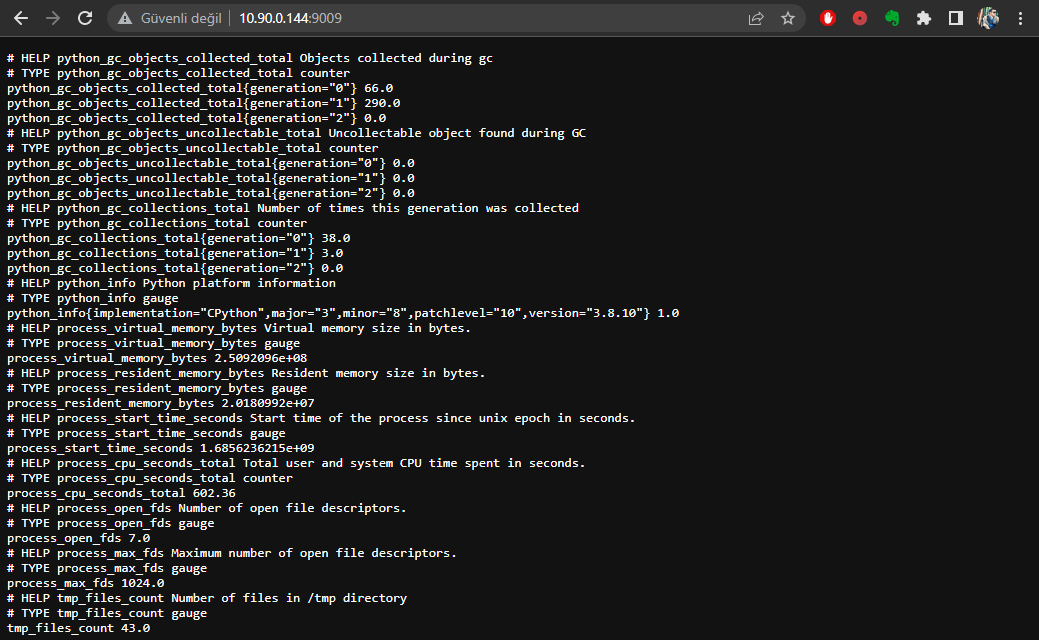 Güvenli değil 10.90.0.144:9009
# HELP python_gc_objects_collected_total Objects collected during gc
# TYPE python_gc_objects_collected_total counter
python_gc_objects_collected_total{generation="0"} 66.0
python_gc_objects_collected_total{generation="1"} 290.0
python_gc_objects_collected_total{generation="2"} 0.0
# HELP python_gc_objects_uncollectable_total Uncollectable object found during GC
# TYPE python_gc_objects_uncollectable_total counter
python_gc_objects_uncollectable_total{generation="0"} 0.0
python_gc_objects_uncollectable_total{generation="1"} 0.0
python_gc_objects_uncollectable_total{generation="2"} 0.0
# HELP python_gc_collections_total Number of times this generation was collected
# TYPE python_gc_collections_total counter
python_gc_collections_total{generation="0"} 38.0
python_gc_collections_total{generation="1"} 3.0
python_gc_collections_total{generation="2"} 0.0
# HELP python_info Python platform information
# TYPE python_info gauge
python_info{implementation="CPython",major="3",minor="8",patchlevel="10",version="3.8.10"} 1.0
# HELP process_virtual_memory_bytes Virtual memory size in bytes.
# TYPE process_virtual_memory_bytes gauge
process_virtual_memory_bytes 2.5092096e+08
# HELP process_resident_memory_bytes Resident memory size in bytes.
# TYPE process_resident_memory_bytes gauge
process_resident_memory_bytes 2.0180992e+07
# HELP process_start_time_seconds Start time of the process since unix epoch in seconds.
# TYPE process_start_time_seconds gauge
process_start_time_seconds 1.6856236215e+09
# HELP process_cpu_seconds_total Total user and system CPU time spent in seconds.
# TYPE process_cpu_seconds_total counter
process_cpu_seconds_total 602.36
# HELP process_open_fds Number of open file descriptors.
# TYPE process_open_fds gauge
process_open_fds 7.0
# HELP process_max_fds Maximum number of open file descriptors.
# TYPE process_max_fds gauge
process_max_fds 1024.0
# HELP tmp_files_count Number of files in /tmp directory
# TYPE tmp_files_count gauge
tmp_files_count 43.0